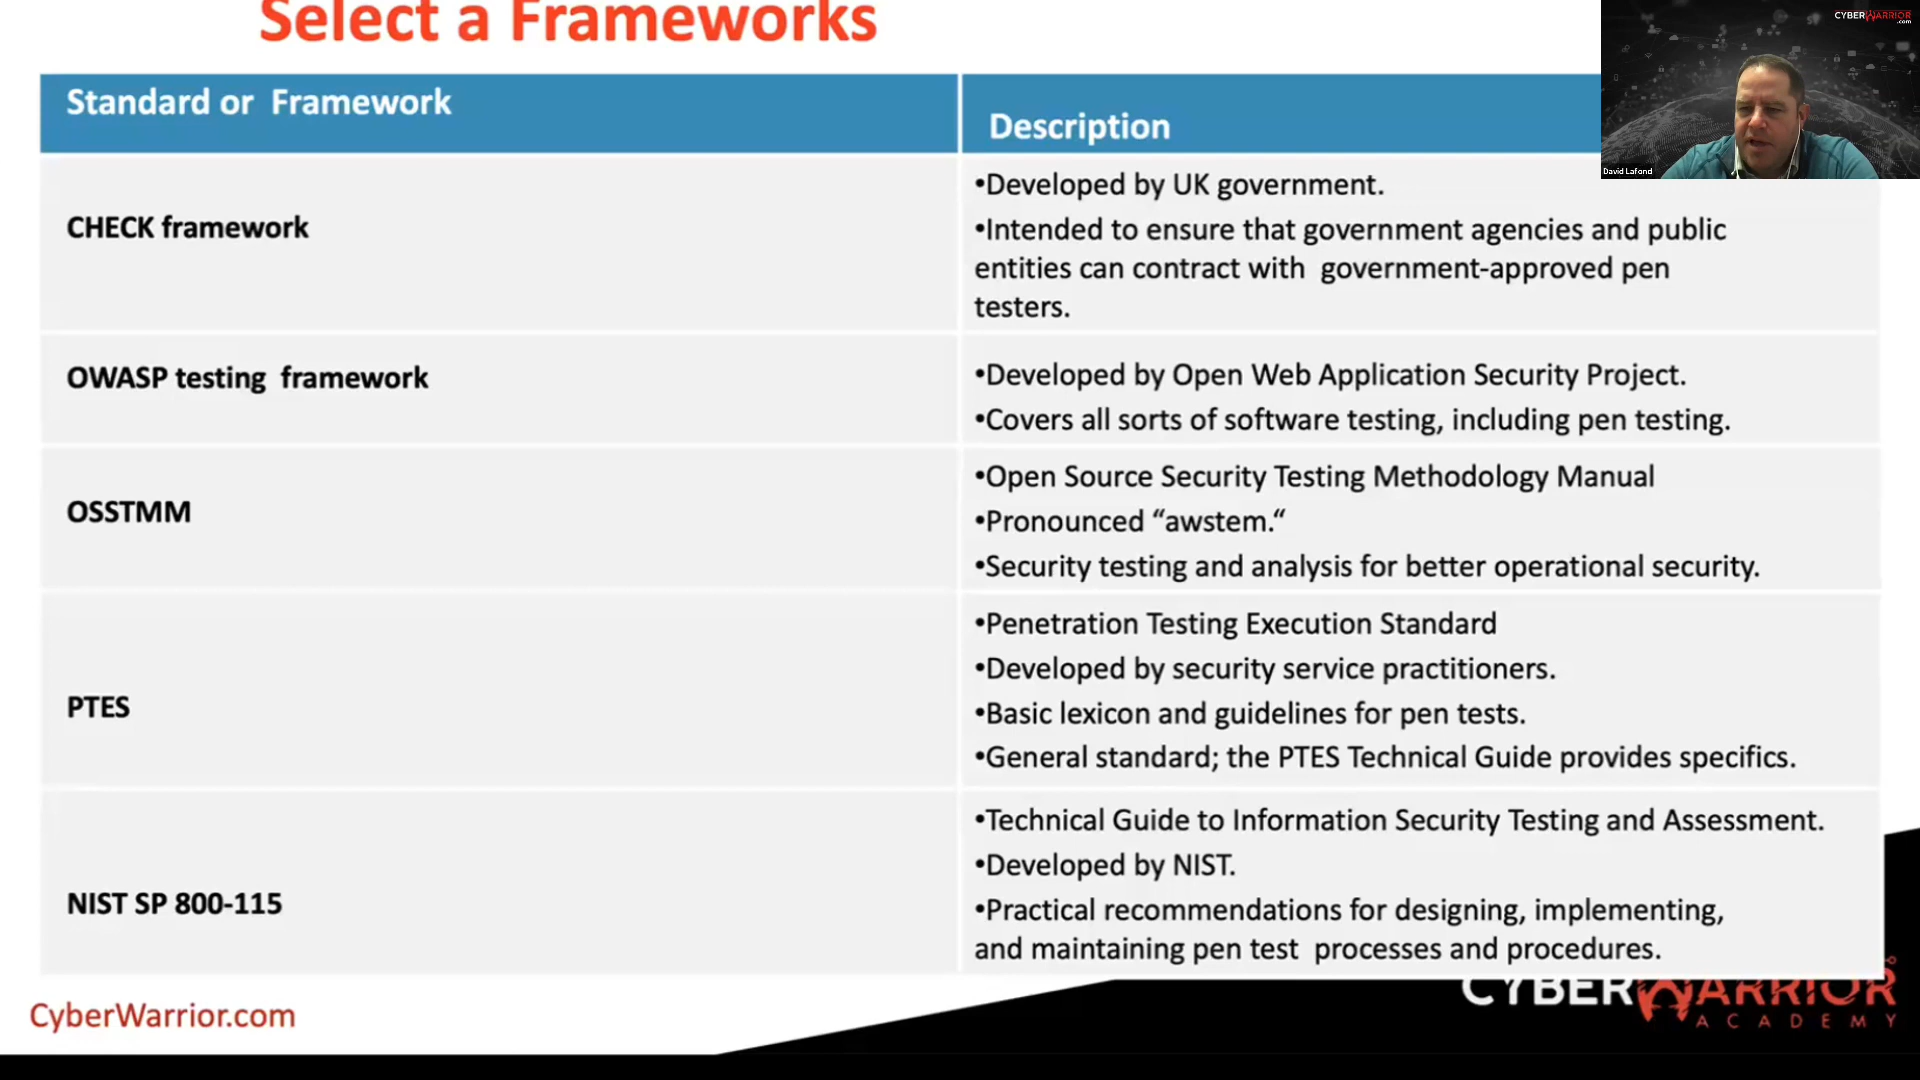 Select a Frameworks
CYBERWARRIOR
.com
David Lafond
Standard or Framework
Description
CHECK framework
•Developed by UK government.
•Intended to ensure that government agencies and public
entities can contract with government-approved pen
testers.
OWASP testing framework
•Developed by Open Web Application Security Project.
•Covers all sorts of software testing, including pen testing.
OSSTMM
•Open Source Security Testing Methodology Manual
•Pronounced “awstem.“
•Security testing and analysis for better operational security.
PTES
•Penetration Testing Execution Standard
•Developed by security service practitioners.
•Basic lexicon and guidelines for pen tests.
•General standard; the PTES Technical Guide provides specifics.
NIST SP 800-115
•Technical Guide to Information Security Testing and Assessment.
•Developed by NIST.
•Practical recommendations for designing, implementing,
and maintaining pen test processes and procedures.
CyberWarrior.com
CYBERWARRIOR
ACADEMY